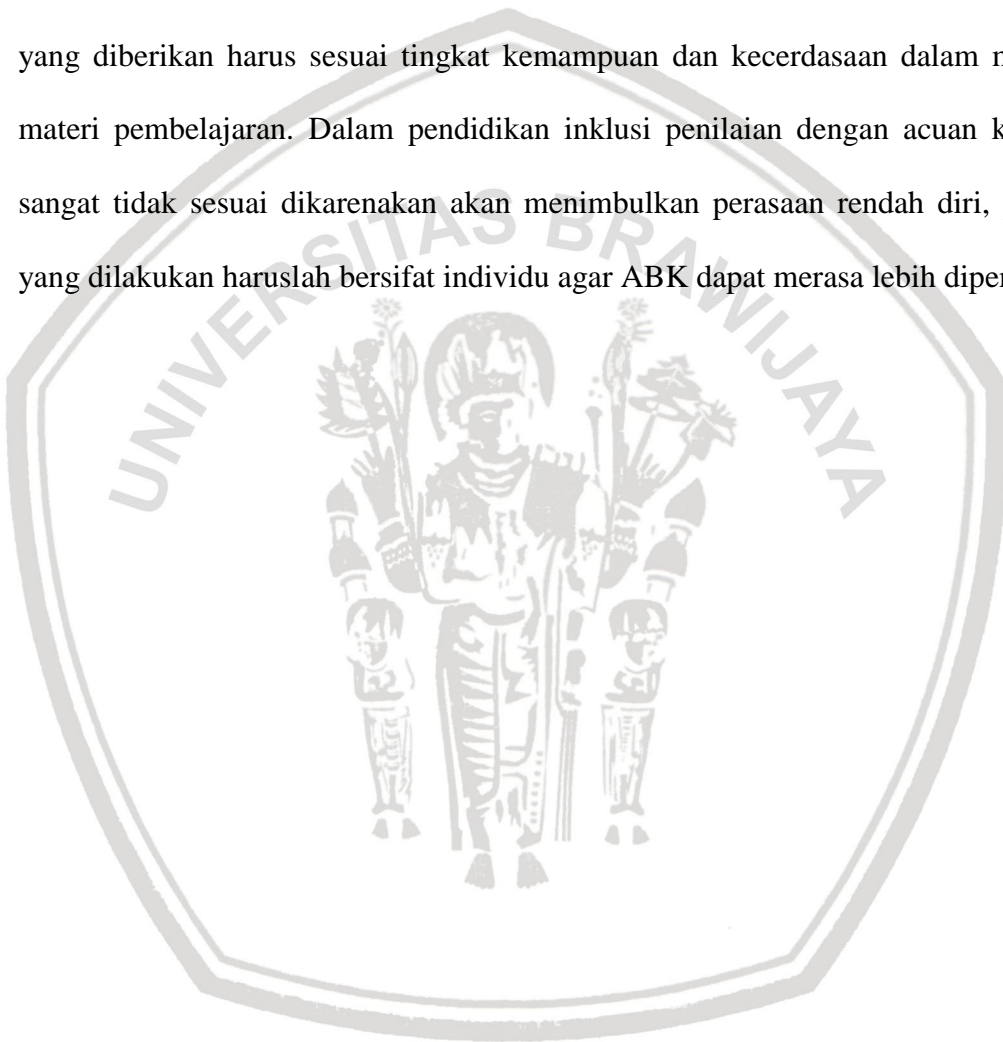 yang diberikan harus sesuai tingkat kemampuan dan kecerdasaan dalam
materi pembelajaran. Dalam pendidikan inklusi penilaian dengan acuan
sangat tidak sesuai dikarenakan akan menimbulkan perasaan rendah diri,
yang dilakukan haruslah bersifat individu agar ABK dapat merasa lebih
UNIVERSITAS BRAWIJAYA